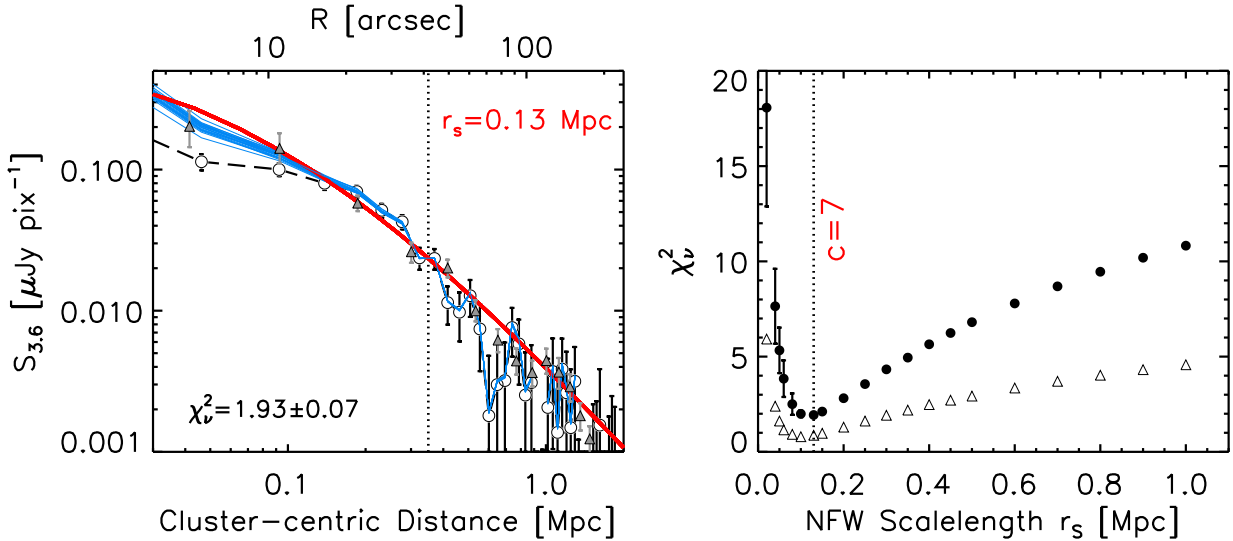 R [arcsec]
10 100
r_s=0.13 Mpc
S_3.6 [μJy pix⁻¹]
0.100
0.010
0.001
χ²_ν=1.93±0.07
0.1 1.0
Cluster-centric Distance [Mpc]
χ²_ν
20
15
10
5
0
c=7
0.0 0.2 0.4 0.6 0.8 1.0
NFW Scalelength r_s [Mpc]